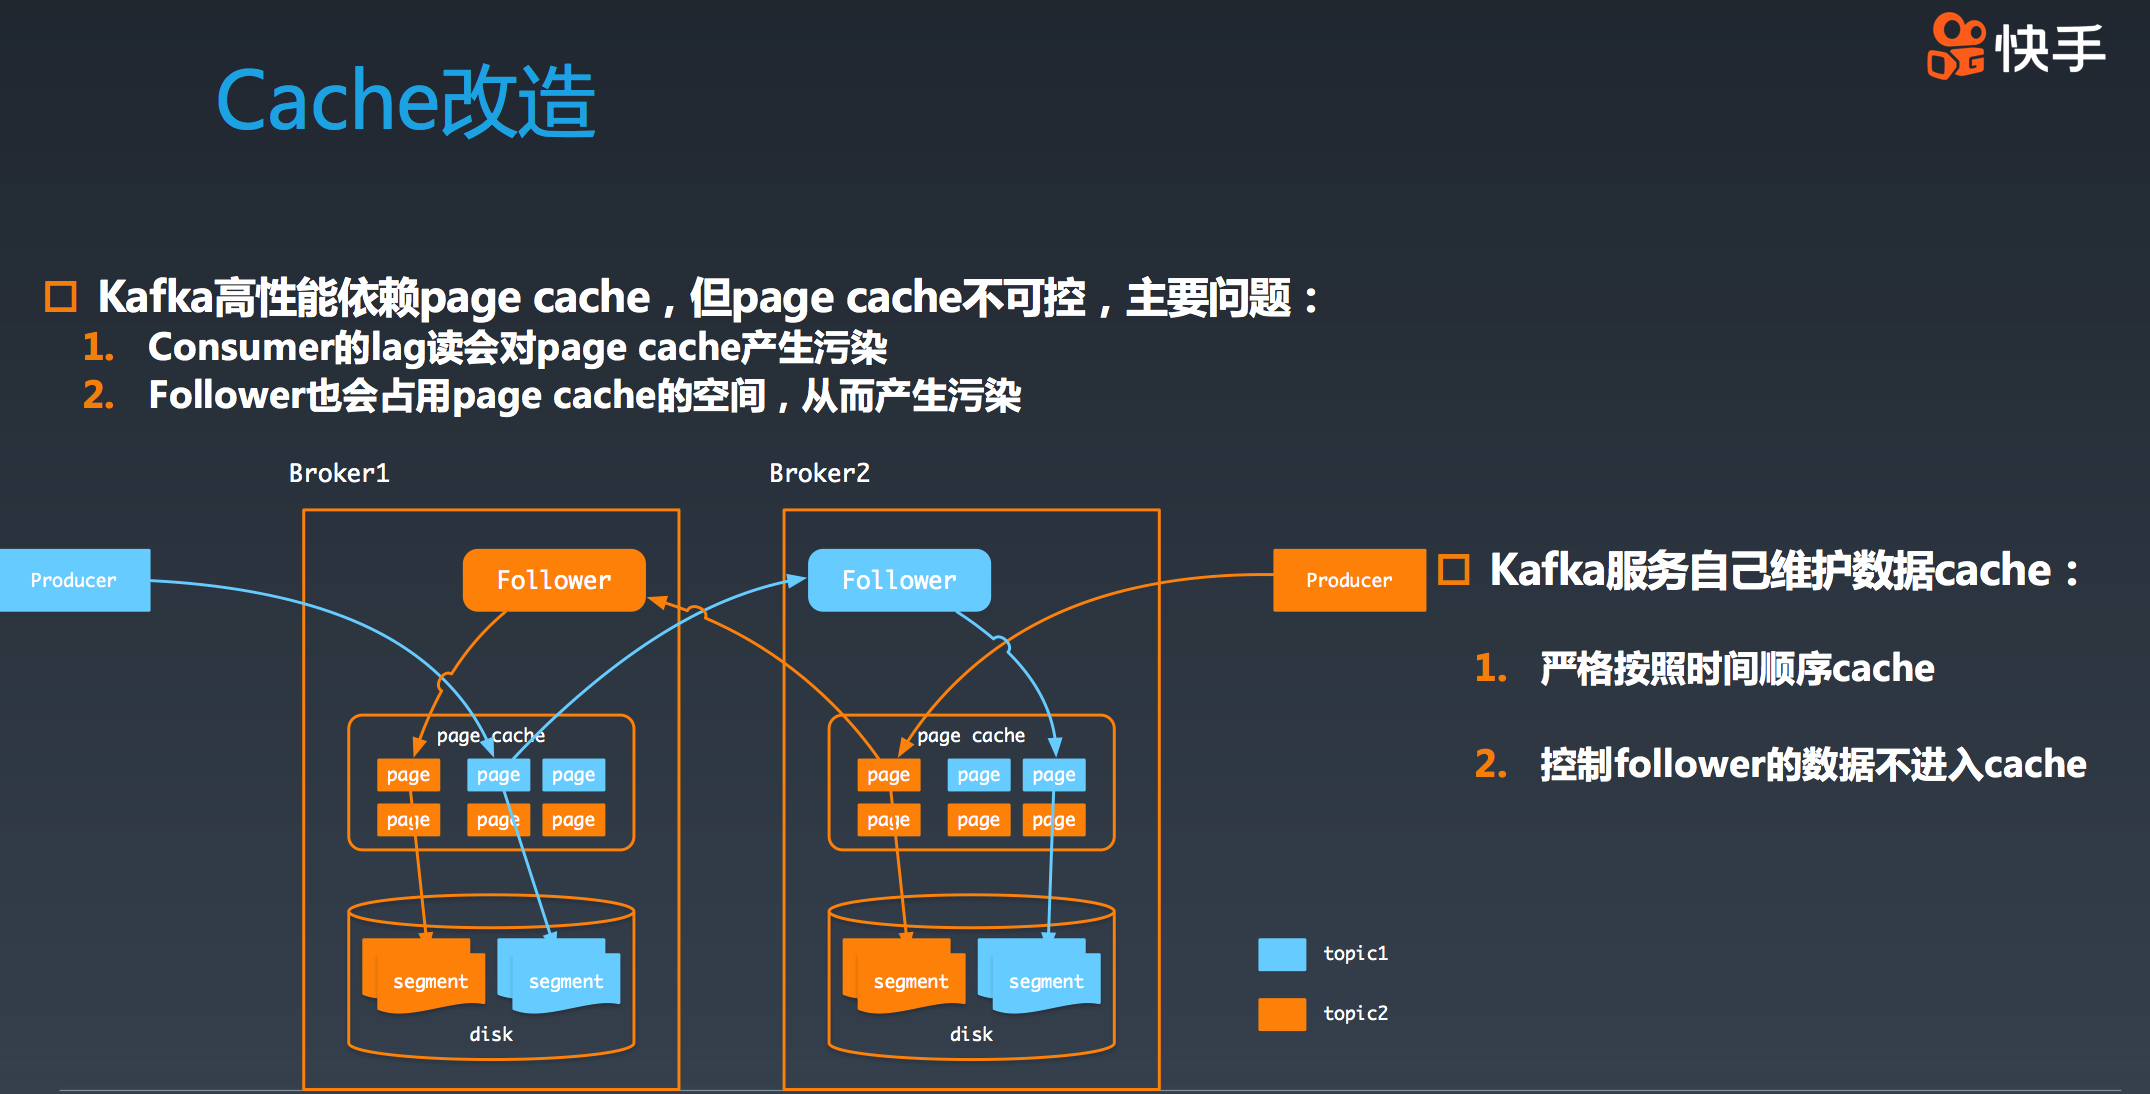 快手
Cache改造
Kafka高性能依赖page cache，但page cache不可控，主要问题：
1. Consumer的lag读会对page cache产生污染
2. Follower也会占用page cache的空间，从而产生污染
Broker1
Broker2
Producer
Follower
Follower
Producer
page cache
page
page
page
page
page
page
segment
segment
disk
page cache
page
page
page
page
page
page
segment
segment
disk
Kafka服务自己维护数据cache：
1. 严格按照时间顺序cache
2. 控制follower的数据不进入cache
topic1
topic2